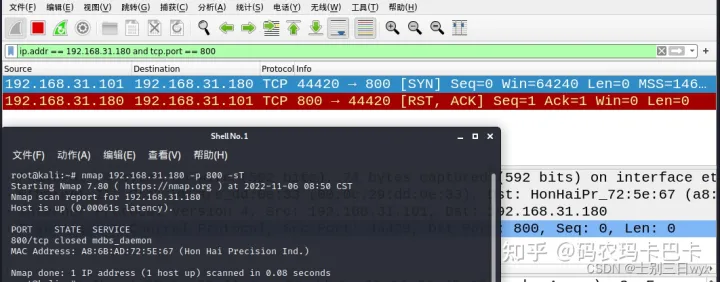 文件(F) 编辑(E) 视图(V) 跳转(G) 捕获(C) 分析(A) 统计(S) 电话(Y) 无线(W) 工具(T) 帮助(H)
ip.addr == 192.168.31.180 and tcp.port == 800
Source Destination Protocol Info
192.168.31.101 192.168.31.180 TCP 44420 → 800 [SYN] Seq=0 Win=64240 Len=0 MSS=146…
192.168.31.180 192.168.31.101 TCP 800 → 44420 [RST, ACK] Seq=1 Ack=1 Win=0 Len=0
Shell No. 1
文件(F) 动作(A) 编辑(E) 查看(V) 帮助(H)
root@kali:~# nmap 192.168.31.180 -p 800 -sT
(592 bits) on interface et
Starting Nmap 7.80 ( https://nmap.org ) at 2022-11-06 08:50 CST
st: HonHaiPr_72:5e:67 (a8:
Nmap scan report for 192.168.31.180
Host is up (0.00061s latency).
.180
PORT STATE SERVICE
800, Seq: 0, Len: 0
800/tcp closed mdbs_daemon
MAC Address: A8:6B:AD:72:5E:67 (Hon Hai Precision Ind.)
知乎 @码农玛卡巴卡
CSDN @士别三日wyx
Nmap done: 1 IP address (1 host up) scanned in 0.08 seconds